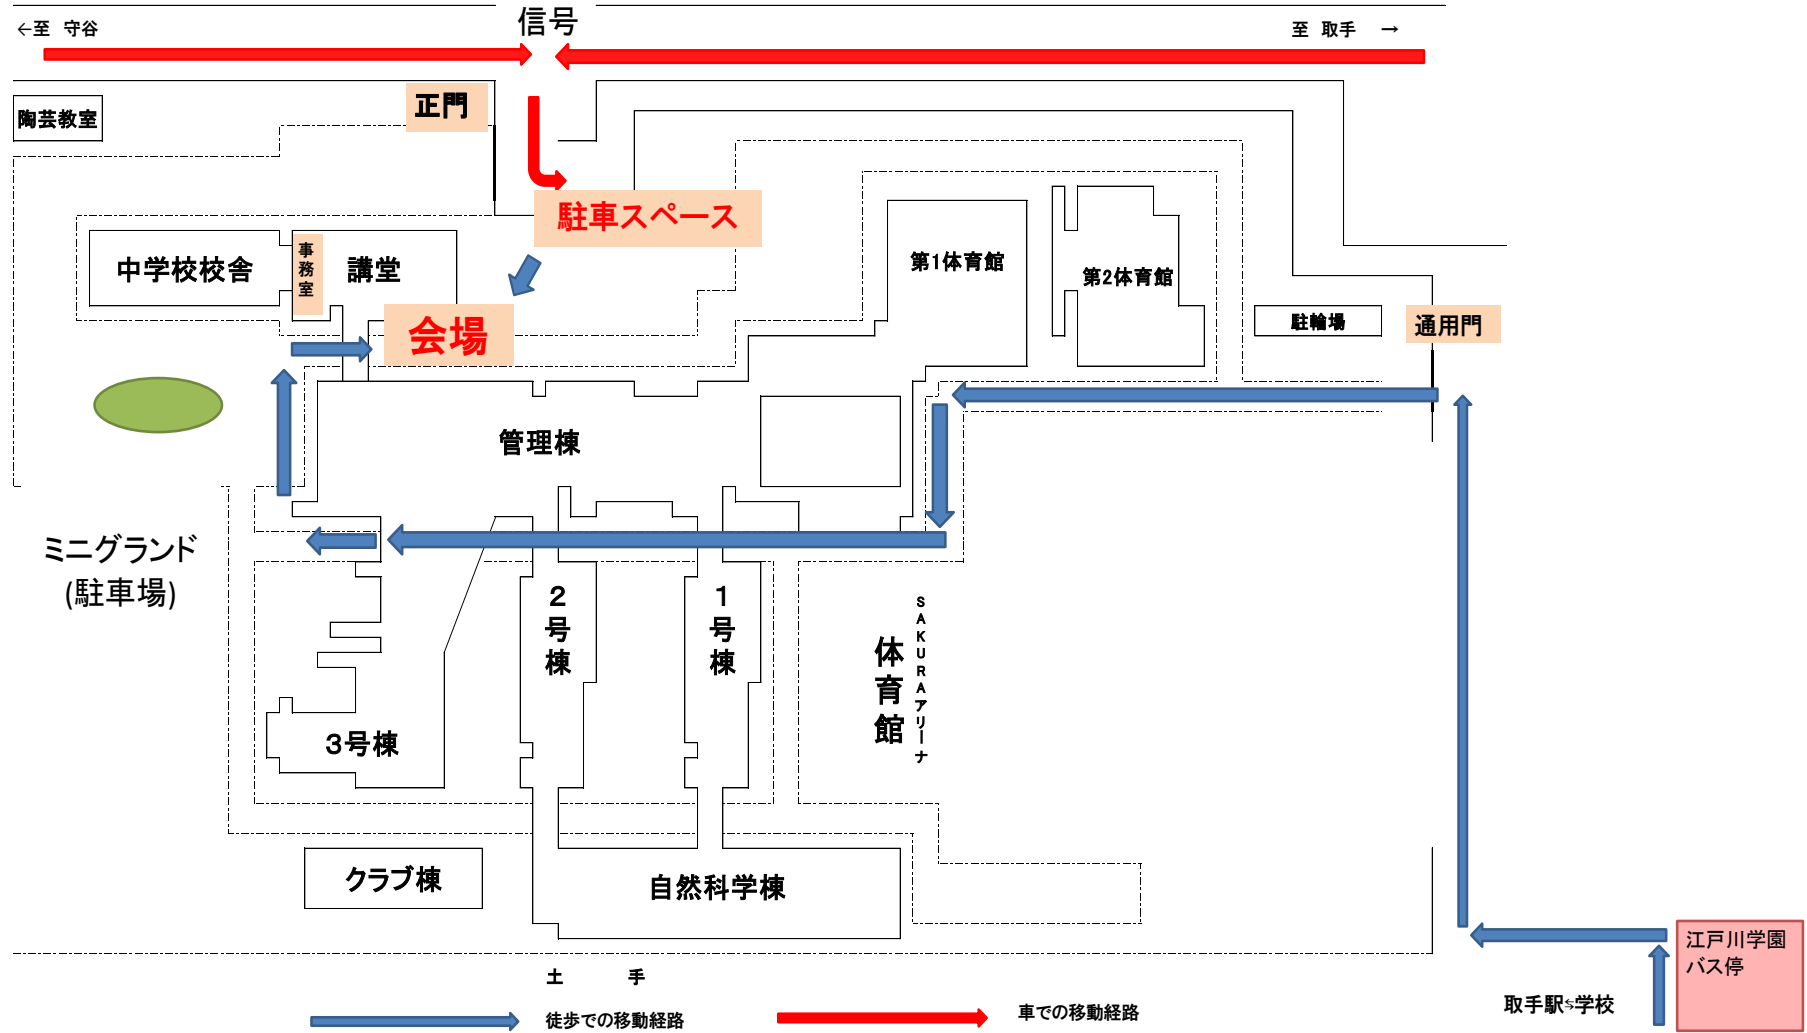 ←至 守谷
信号
至 取手 →
正門
陶芸教室
駐車スペース
中学校校舎
事務室
講堂
第1体育館
第2体育館
駐輪場
通用門
会場
管理棟
ミニグランド
(駐車場)
2号棟
1号棟
体育館
SAKURAアリーナ
3号棟
クラブ棟
自然科学棟
江戸川学園
バス停
土 手
取手駅⇆学校
徒歩での移動経路
車での移動経路